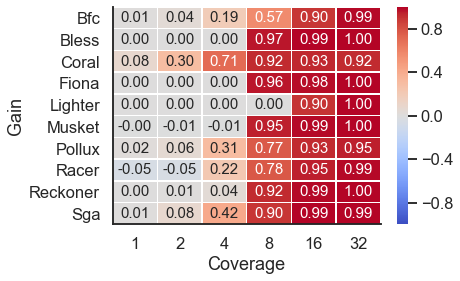 Bfc 0.01 0.04 0.19 0.57 0.90 0.99
Bless 0.00 0.00 0.00 0.97 0.99 1.00
Coral 0.08 0.30 0.71 0.92 0.93 0.92
Fiona 0.00 0.00 0.00 0.96 0.98 1.00
Lighter 0.00 0.00 0.00 0.00 0.90 1.00
Musket -0.00 -0.01 -0.01 0.95 0.99 1.00
Pollux 0.02 0.06 0.31 0.77 0.93 0.95
Racer -0.05 -0.05 0.22 0.78 0.95 0.99
Reckoner 0.00 0.01 0.04 0.92 0.99 1.00
Sga 0.01 0.08 0.42 0.90 0.99 0.99
1 2 4 8 16 32
Coverage
Gain
0.8
0.4
0.0
−0.4
−0.8